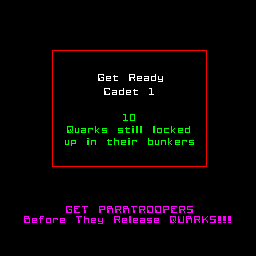 Get Ready
Cadet 1
10
Quarks still locked
up in their bunkers
GET PARATROOPERS
Before They Release QUARKS!!!